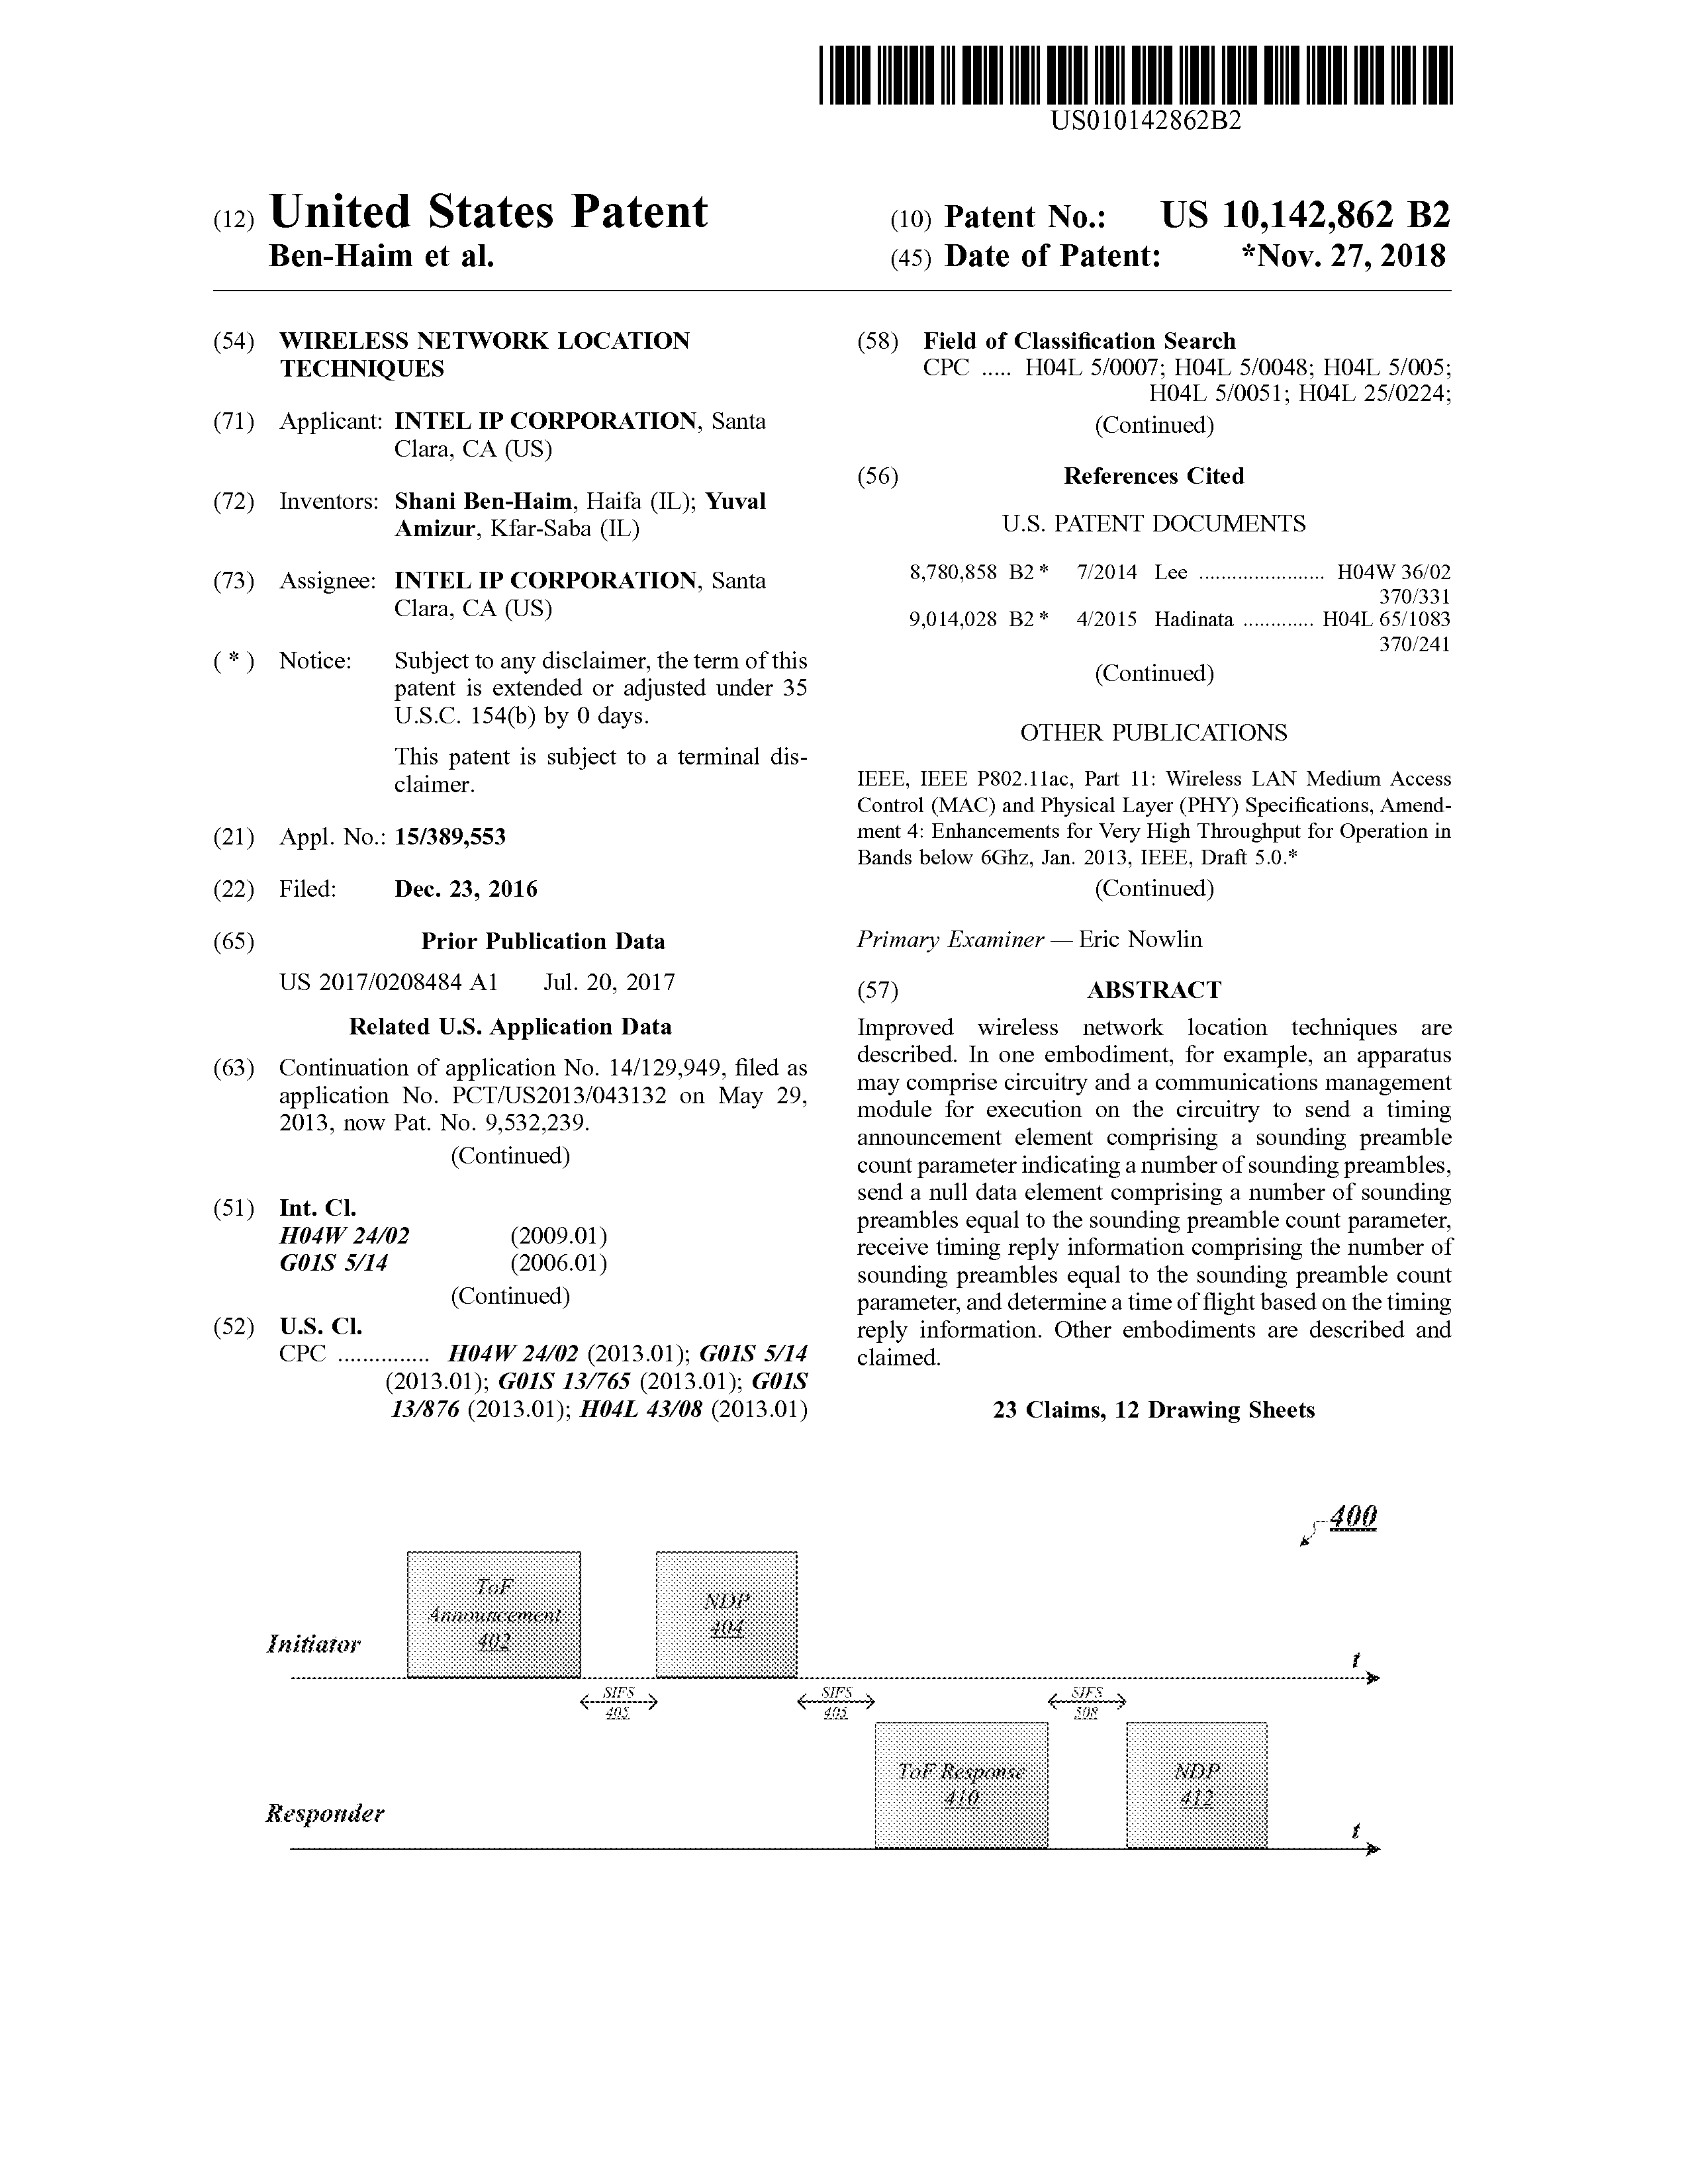 US010142862B2
(12) United States Patent
Ben-Haim et al.
(10) Patent No.: US 10,142,862 B2
(45) Date of Patent: *Nov. 27, 2018
(54) WIRELESS NETWORK LOCATION
TECHNIQUES
(71) Applicant: INTEL IP CORPORATION, Santa
Clara, CA (US)
(72) Inventors: Shani Ben-Haim, Haifa (IL); Yuval
Amizur, Kfar-Saba (IL)
(73) Assignee: INTEL IP CORPORATION, Santa
Clara, CA (US)
( * ) Notice: Subject to any disclaimer, the term of this
patent is extended or adjusted under 35
U.S.C. 154(b) by 0 days.
This patent is subject to a terminal dis-
claimer.
(21) Appl. No.: 15/389,553
(22) Filed: Dec. 23, 2016
(65) Prior Publication Data
US 2017/0208484 A1 Jul. 20, 2017
Related U.S. Application Data
(63) Continuation of application No. 14/129,949, filed as
application No. PCT/US2013/043132 on May 29,
2013, now Pat. No. 9,532,239.
(Continued)
(51) Int. Cl.
H04W 24/02 (2009.01)
G01S 5/14 (2006.01)
(Continued)
(52) U.S. Cl.
CPC ............... H04W 24/02 (2013.01); G01S 5/14
(2013.01); G01S 13/765 (2013.01); G01S
13/876 (2013.01); H04L 43/08 (2013.01)
(58) Field of Classification Search
CPC ..... H04L 5/0007; H04L 5/0048; H04L 5/005;
H04L 5/0051; H04L 25/0224;
(Continued)
(56) References Cited
U.S. PATENT DOCUMENTS
8,780,858 B2 * 7/2014 Lee ....................... H04W 36/02
370/331
9,014,028 B2 * 4/2015 Hadinata ............. H04L 65/1083
370/241
(Continued)
OTHER PUBLICATIONS
IEEE, IEEE P802.11ac, Part 11: Wireless LAN Medium Access
Control (MAC) and Physical Layer (PHY) Specifications, Amend-
ment 4: Enhancements for Very High Throughput for Operation in
Bands below 6Ghz, Jan. 2013, IEEE, Draft 5.0.*
(Continued)
Primary Examiner — Eric Nowlin
(57) ABSTRACT
Improved wireless network location techniques are
described. In one embodiment, for example, an apparatus
may comprise circuitry and a communications management
module for execution on the circuitry to send a timing
announcement element comprising a sounding preamble
count parameter indicating a number of sounding preambles,
send a null data element comprising a number of sounding
preambles equal to the sounding preamble count parameter,
receive timing reply information comprising the number of
sounding preambles equal to the sounding preamble count
parameter, and determine a time of flight based on the timing
reply information. Other embodiments are described and
claimed.
23 Claims, 12 Drawing Sheets
400
ToF
Announcement
402
NDP
404
Initiator
t
SIFS
403
SIFS
405
SIFS
508
ToF Response
410
NDP
412
Responder
t